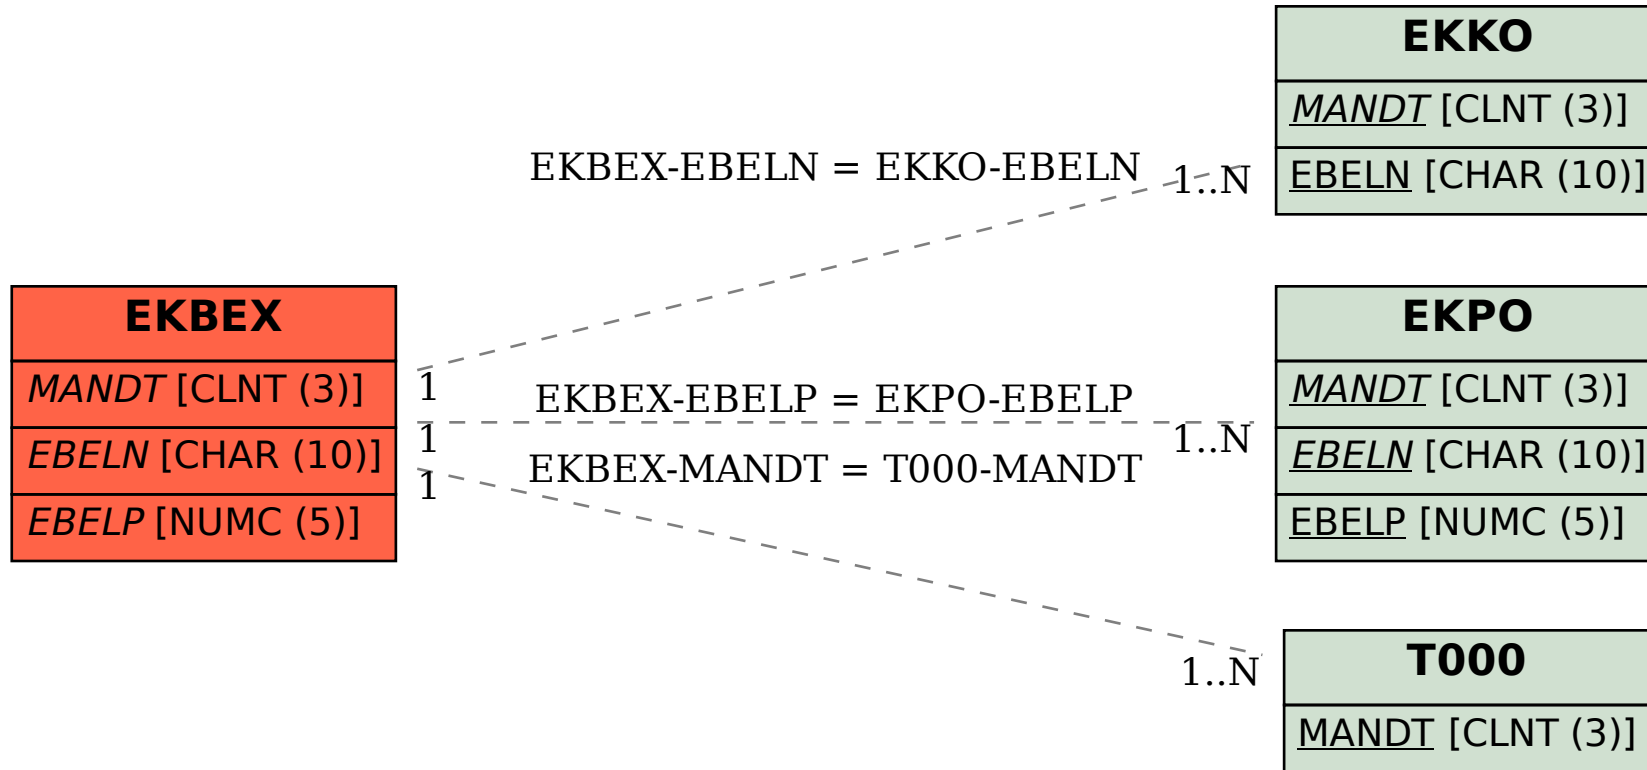 EKKO
MANDT [CLNT (3)]
EBELN [CHAR (10)]
EKBEX-EBELN = EKKO-EBELN
1..N
EKBEX
MANDT [CLNT (3)]
EBELN [CHAR (10)]
EBELP [NUMC (5)]
1
1
1
EKBEX-EBELP = EKPO-EBELP
1..N
EKBEX-MANDT = T000-MANDT
1..N
EKPO
MANDT [CLNT (3)]
EBELN [CHAR (10)]
EBELP [NUMC (5)]
T000
MANDT [CLNT (3)]